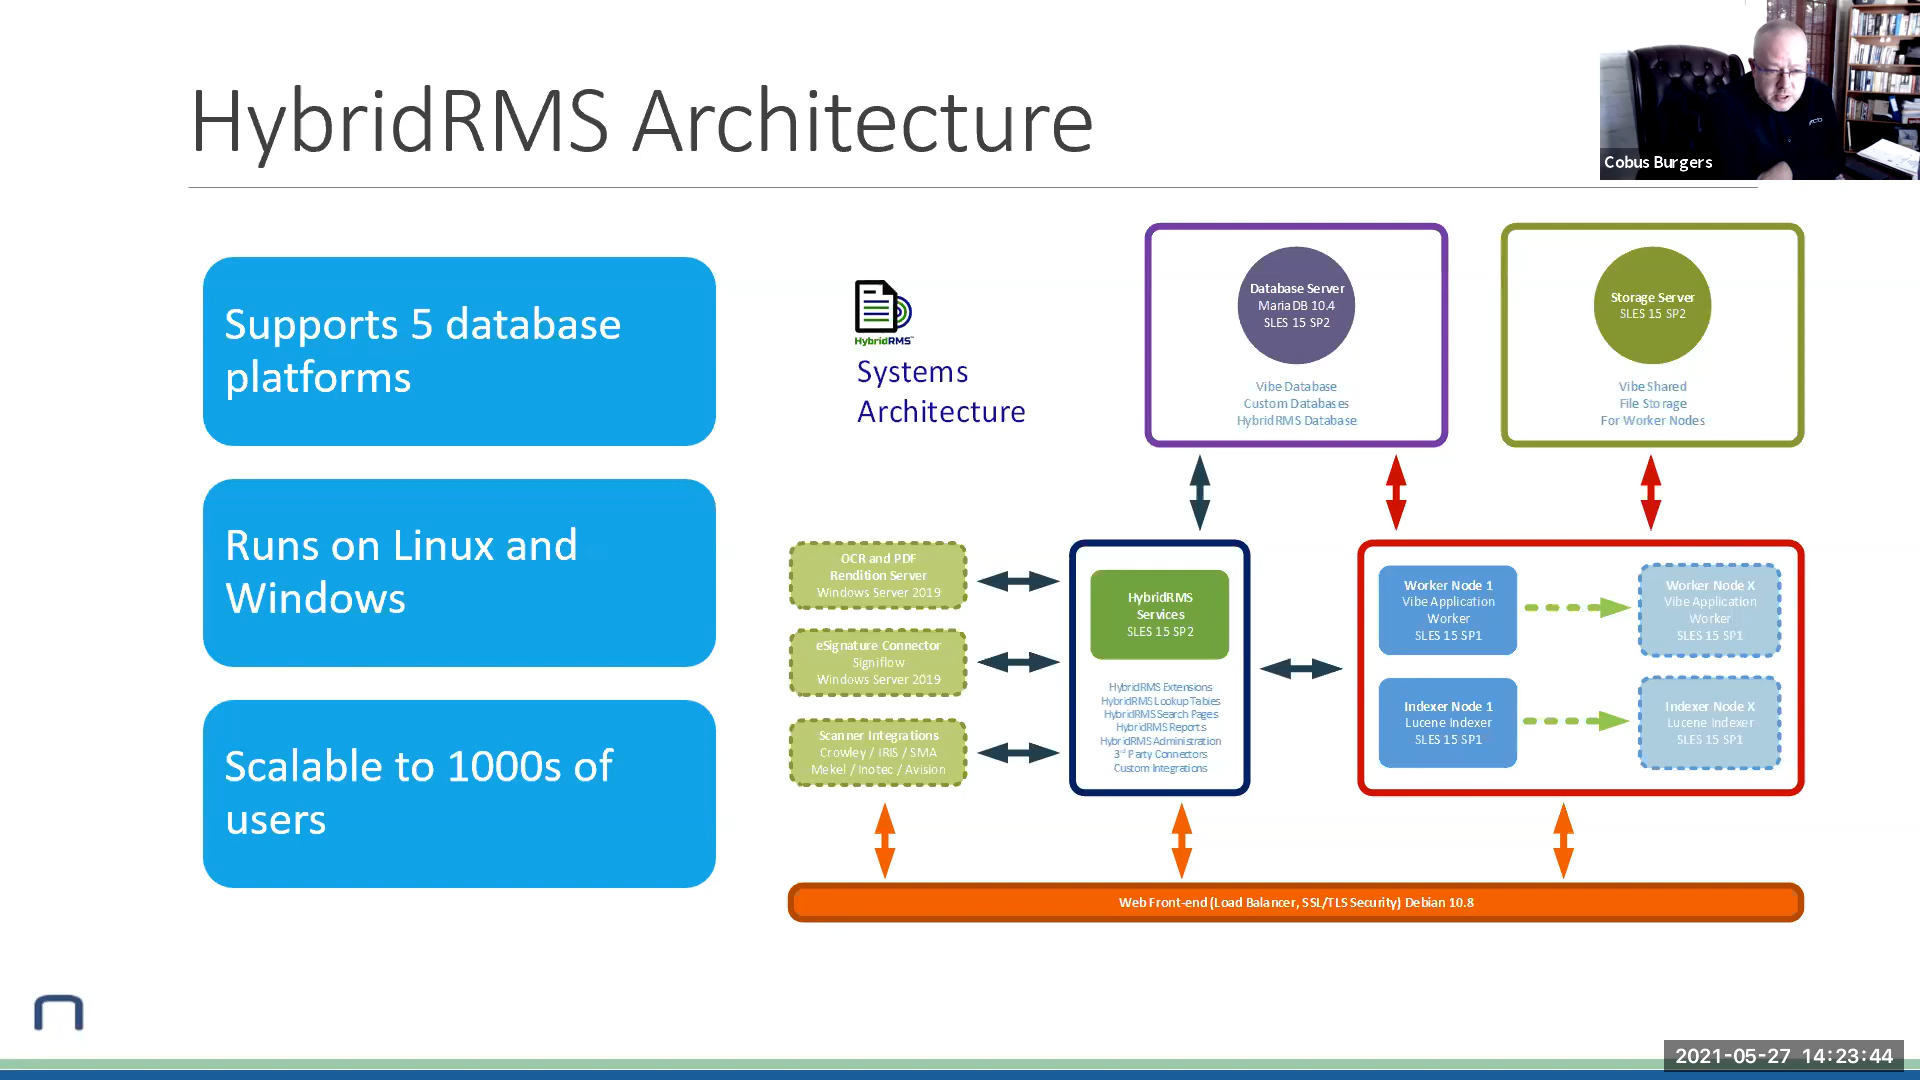 HybridRMS Architecture
Cobus Burgers
Supports 5 database
platforms
Runs on Linux and
Windows
Scalable to 1000s of
users
HybridRMS™
Systems
Architecture
Database Server
MariaDB 10.4
SLES 15 SP2
Vibe Database
Custom Databases
HybridRMS Database
Storage Server
SLES 15 SP2
Vibe Shared
File Storage
For Worker Nodes
OCR and PDF
Rendition Server
Windows Server 2019
eSignature Connector
Signiflow
Windows Server 2019
Scanner Integrations
Crowley / IRIS / SMA
Mekel / Inotec / Avision
HybridRMS
Services
SLES 15 SP2
HybridRMS Extensions
HybridRMS Lookup Tables
HybridRMS Search Pages
HybridRMS Reports
HybridRMS Administration
3rd Party Connectors
Custom Integrations
Worker Node 1
Vibe Application
Worker
SLES 15 SP1
Worker Node X
Vibe Application
Worker
SLES 15 SP1
Indexer Node 1
Lucene Indexer
SLES 15 SP1
Indexer Node X
Lucene Indexer
SLES 15 SP1
Web Front-end (Load Balancer, SSL/TLS Security) Debian 10.8
2021-05-27 14:23:44